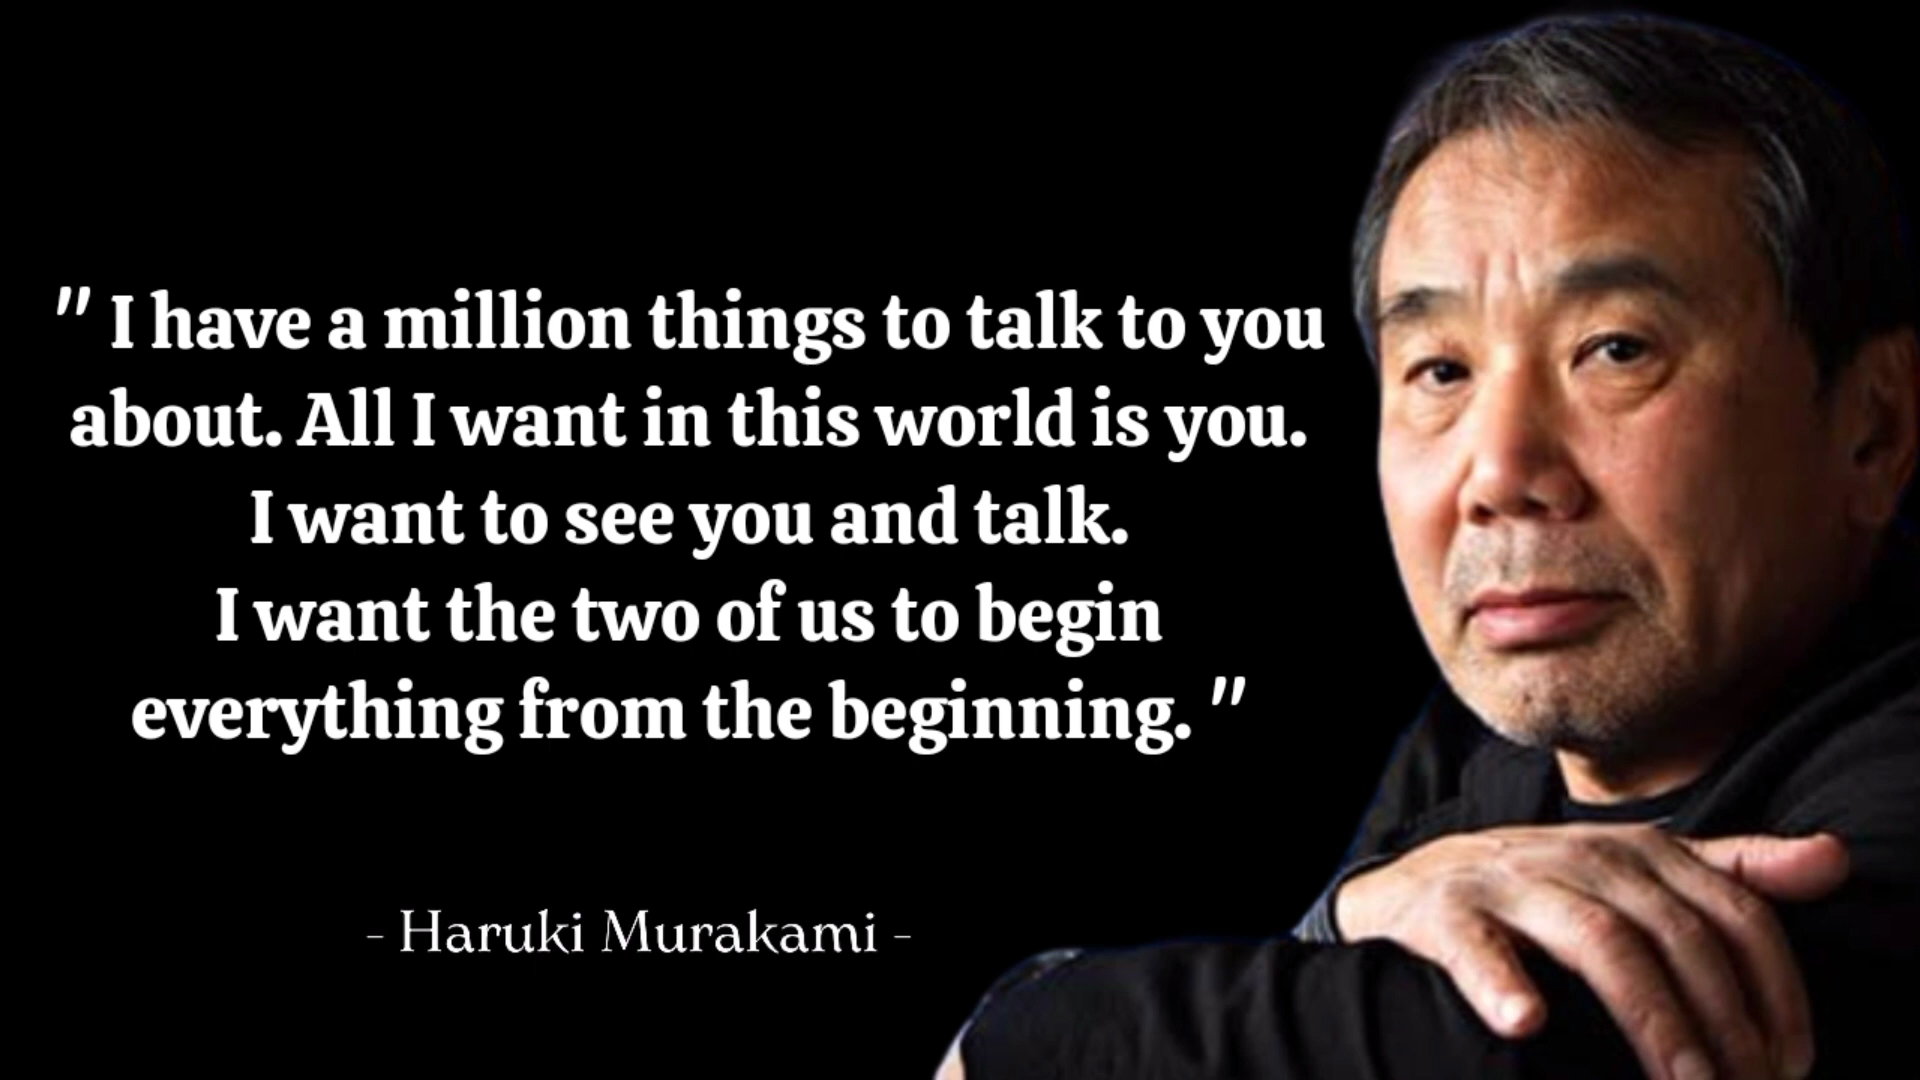 " I have a million things to talk to you
about. All I want in this world is you.
I want to see you and talk.
I want the two of us to begin
everything from the beginning. "
- Haruki Murakami -